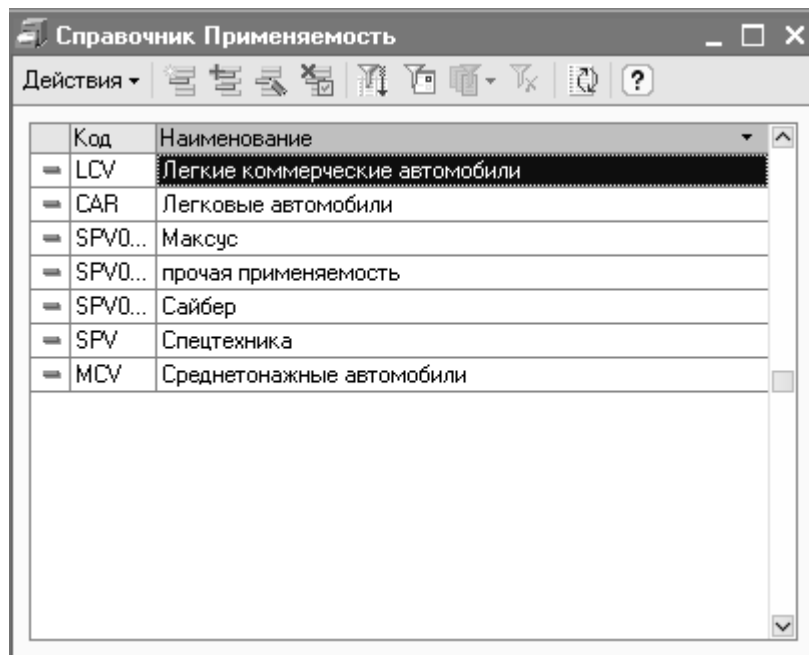 Справочник Применяемость
Действия
Код Наименование
LCV Легкие коммерческие автомобили
CAR Легковые автомобили
SPV0... Максус
SPV0... прочая применяемость
SPV0... Сайбер
SPV Спецтехника
MCV Среднетонажные автомобили